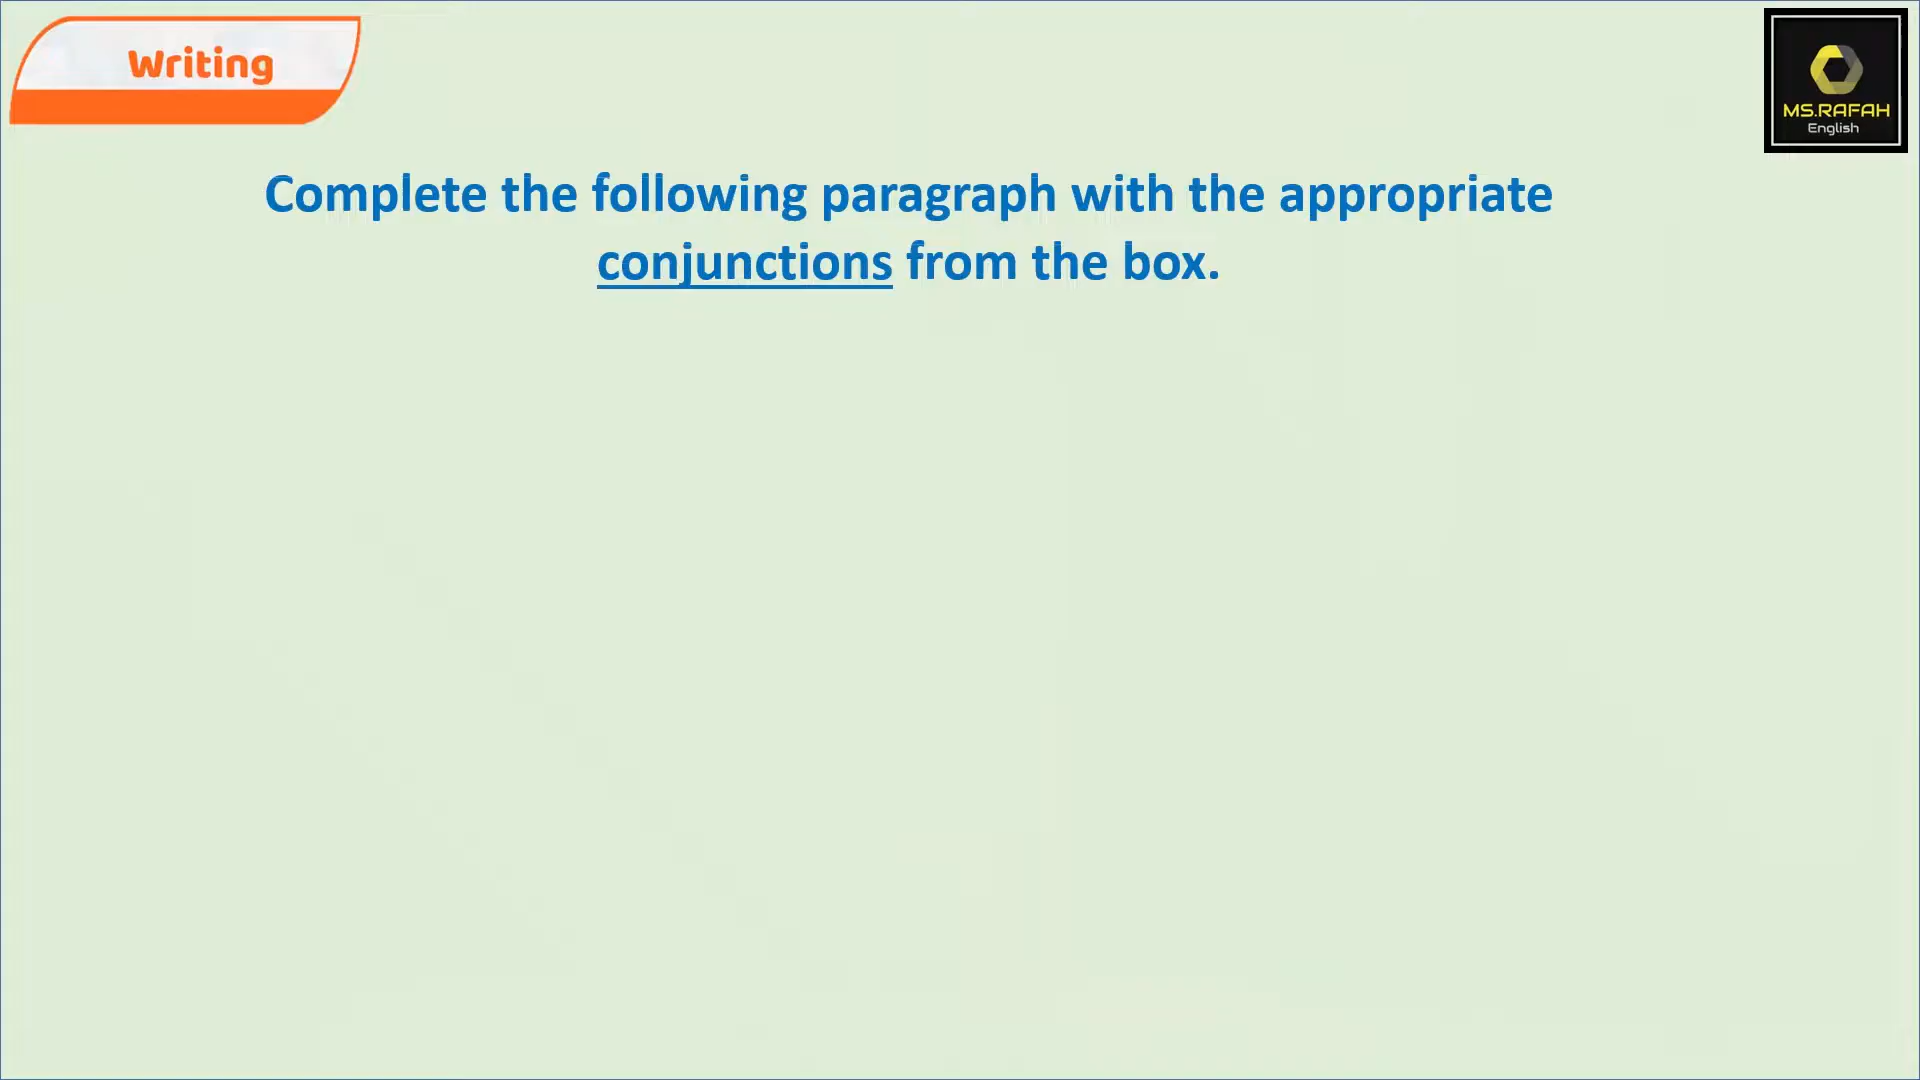 Writing
MS.RAFAH
English
Complete the following paragraph with the appropriate
conjunctions from the box.